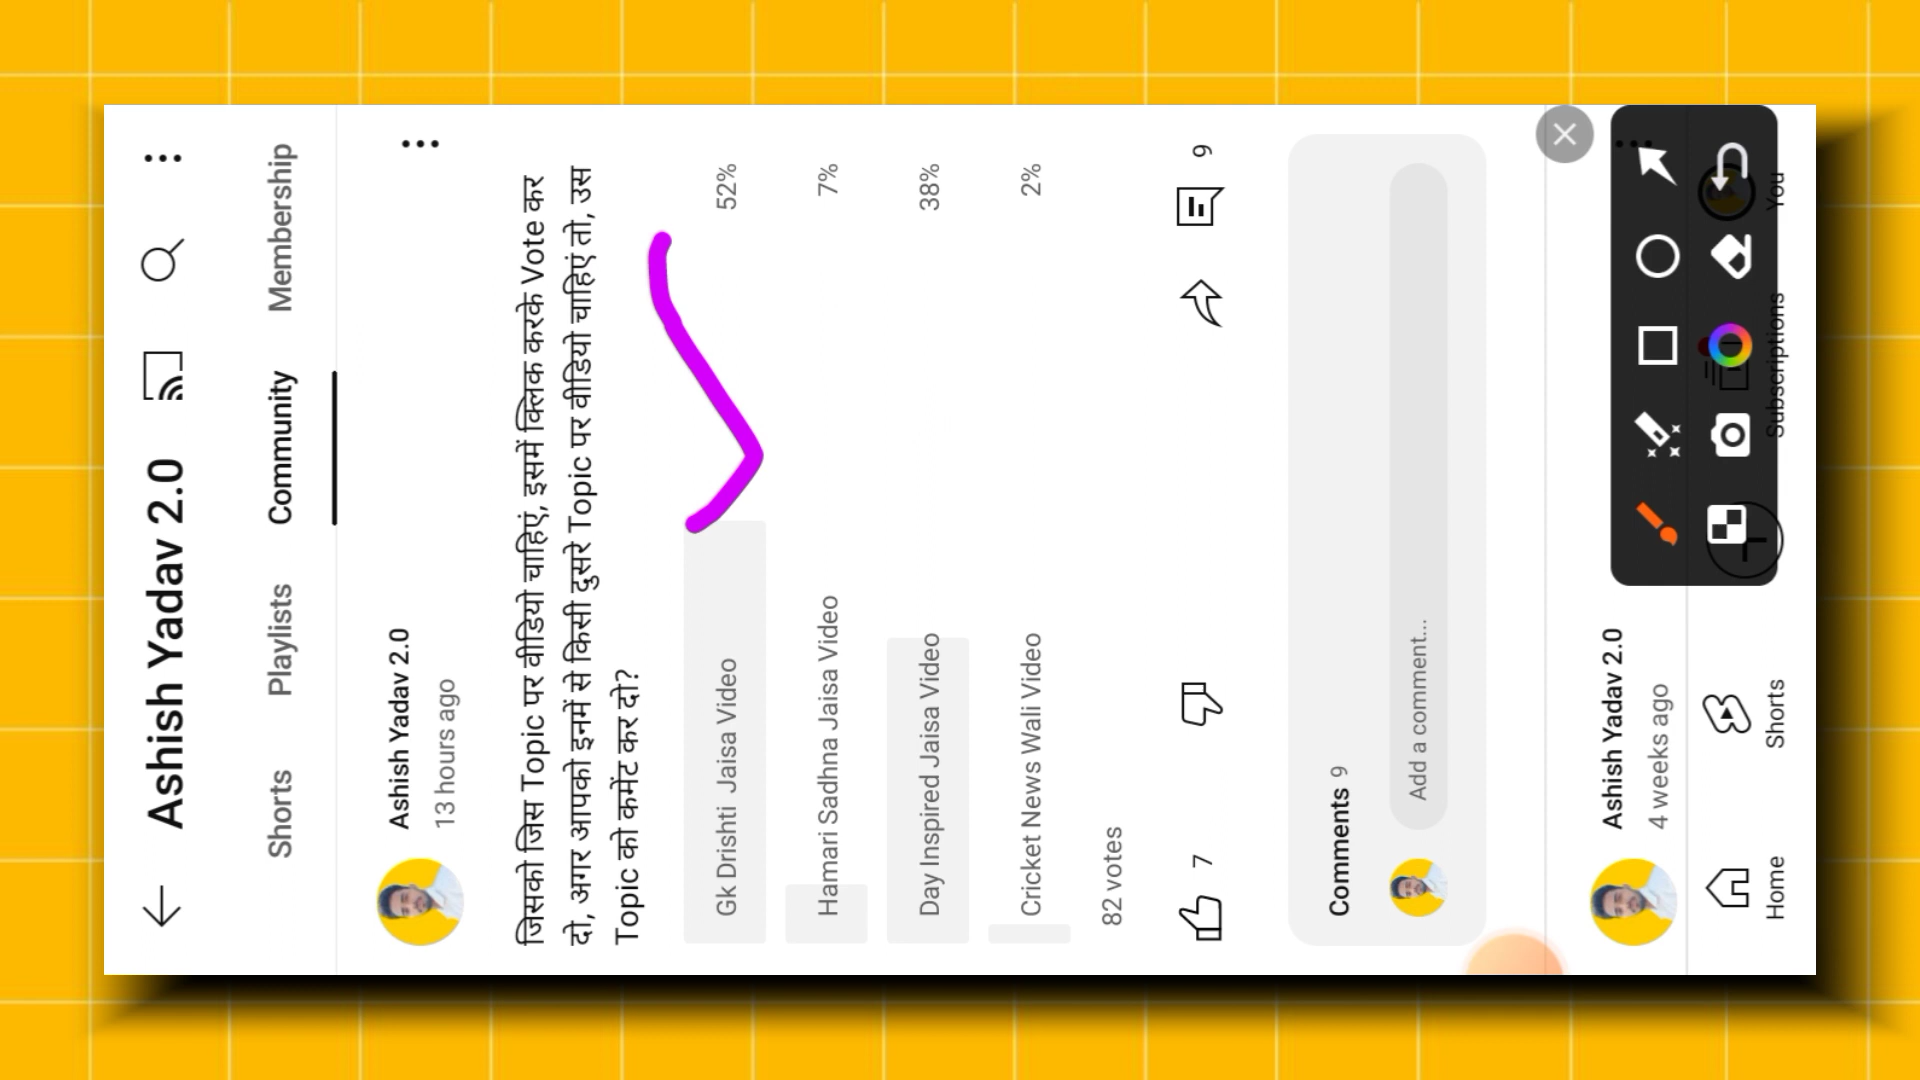 Ashish Yadav 2.0
Shorts Playlists Community Membership
Ashish Yadav 2.0
13 hours ago
जिसको जिस Topic पर वीडियो चाहिएं, इसमें क्लिक करके Vote कर
दो, अगर आपको इनमें से किसी दुसरे Topic पर वीडियो चाहिएं तो, उस
Topic को कमेंट कर दो?
Gk Drishti Jaisa Video 52%
Hamari Sadhna Jaisa Video 7%
Day Inspired Jaisa Video 38%
Cricket News Wali Video 2%
82 votes
7 9
Comments 9
Add a comment...
Ashish Yadav 2.0
4 weeks ago
Home Shorts Subscriptions You